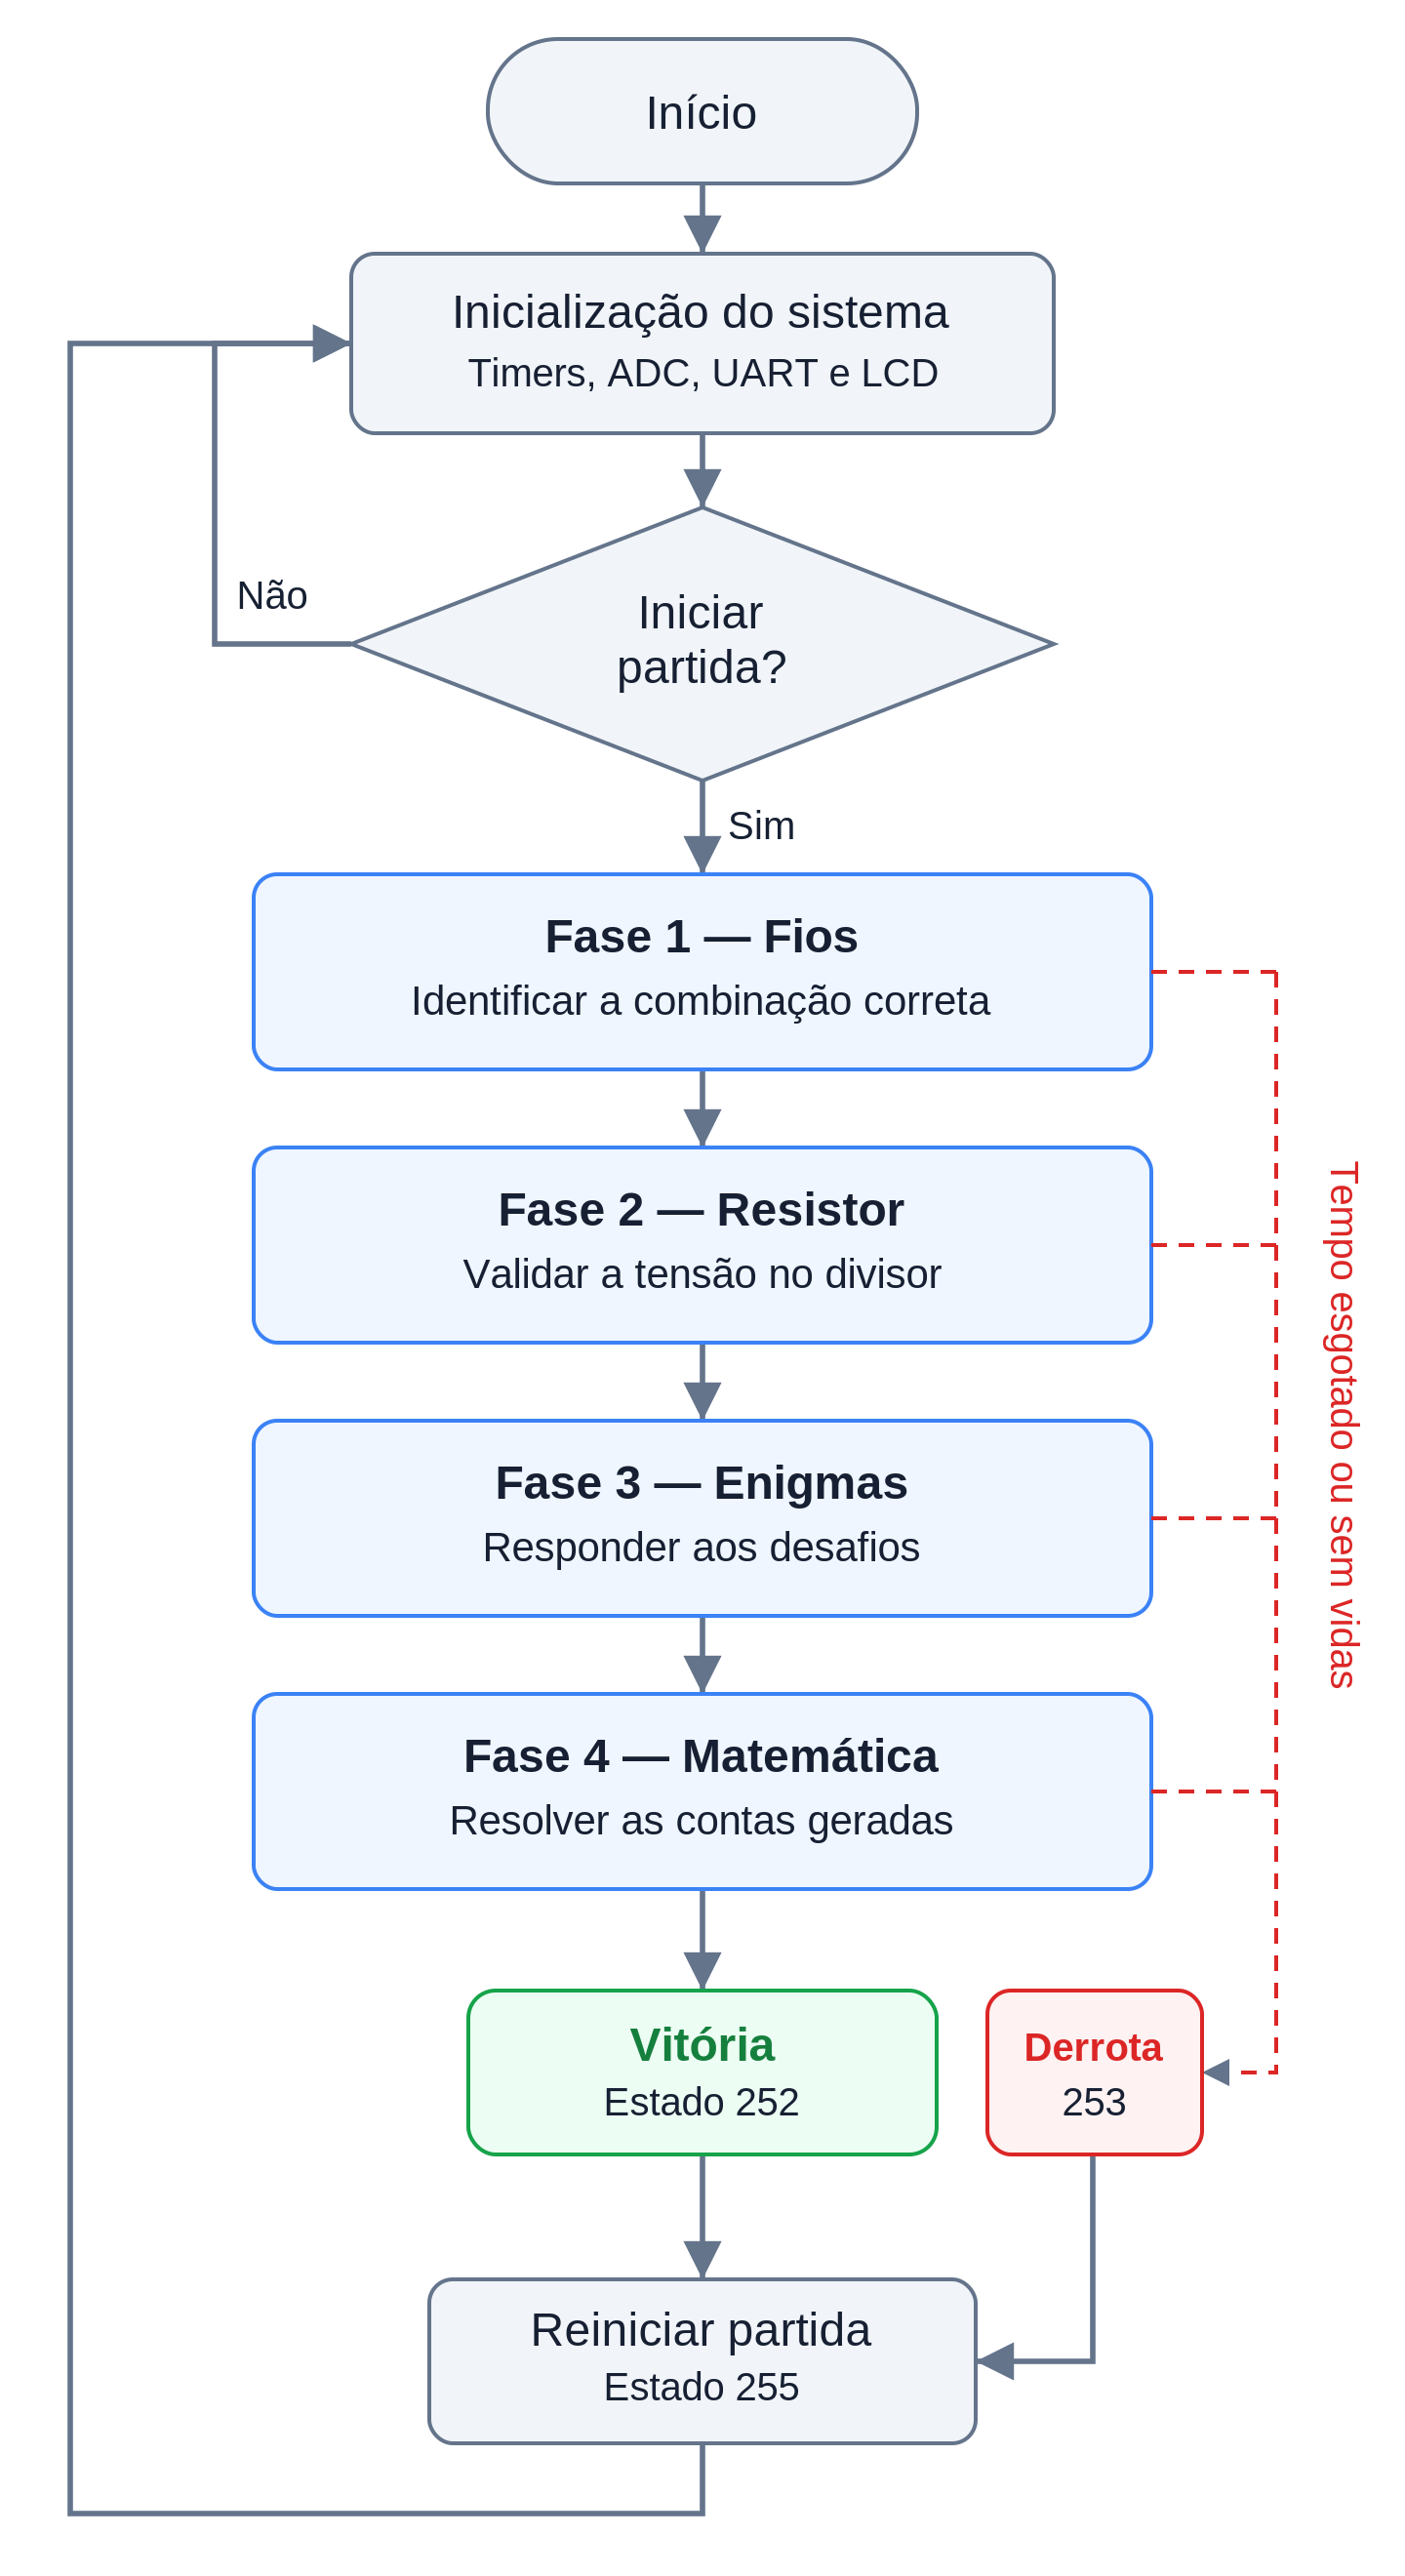 Início
Inicialização do sistema
Timers, ADC, UART e LCD
Não
Iniciar
partida?
Sim
Fase 1 — Fios
Identificar a combinação correta
Fase 2 — Resistor
Validar a tensão no divisor
Fase 3 — Enigmas
Responder aos desafios
Fase 4 — Matemática
Resolver as contas geradas
Tempo esgotado ou sem vidas
Vitória
Estado 252
Derrota
253
Reiniciar partida
Estado 255